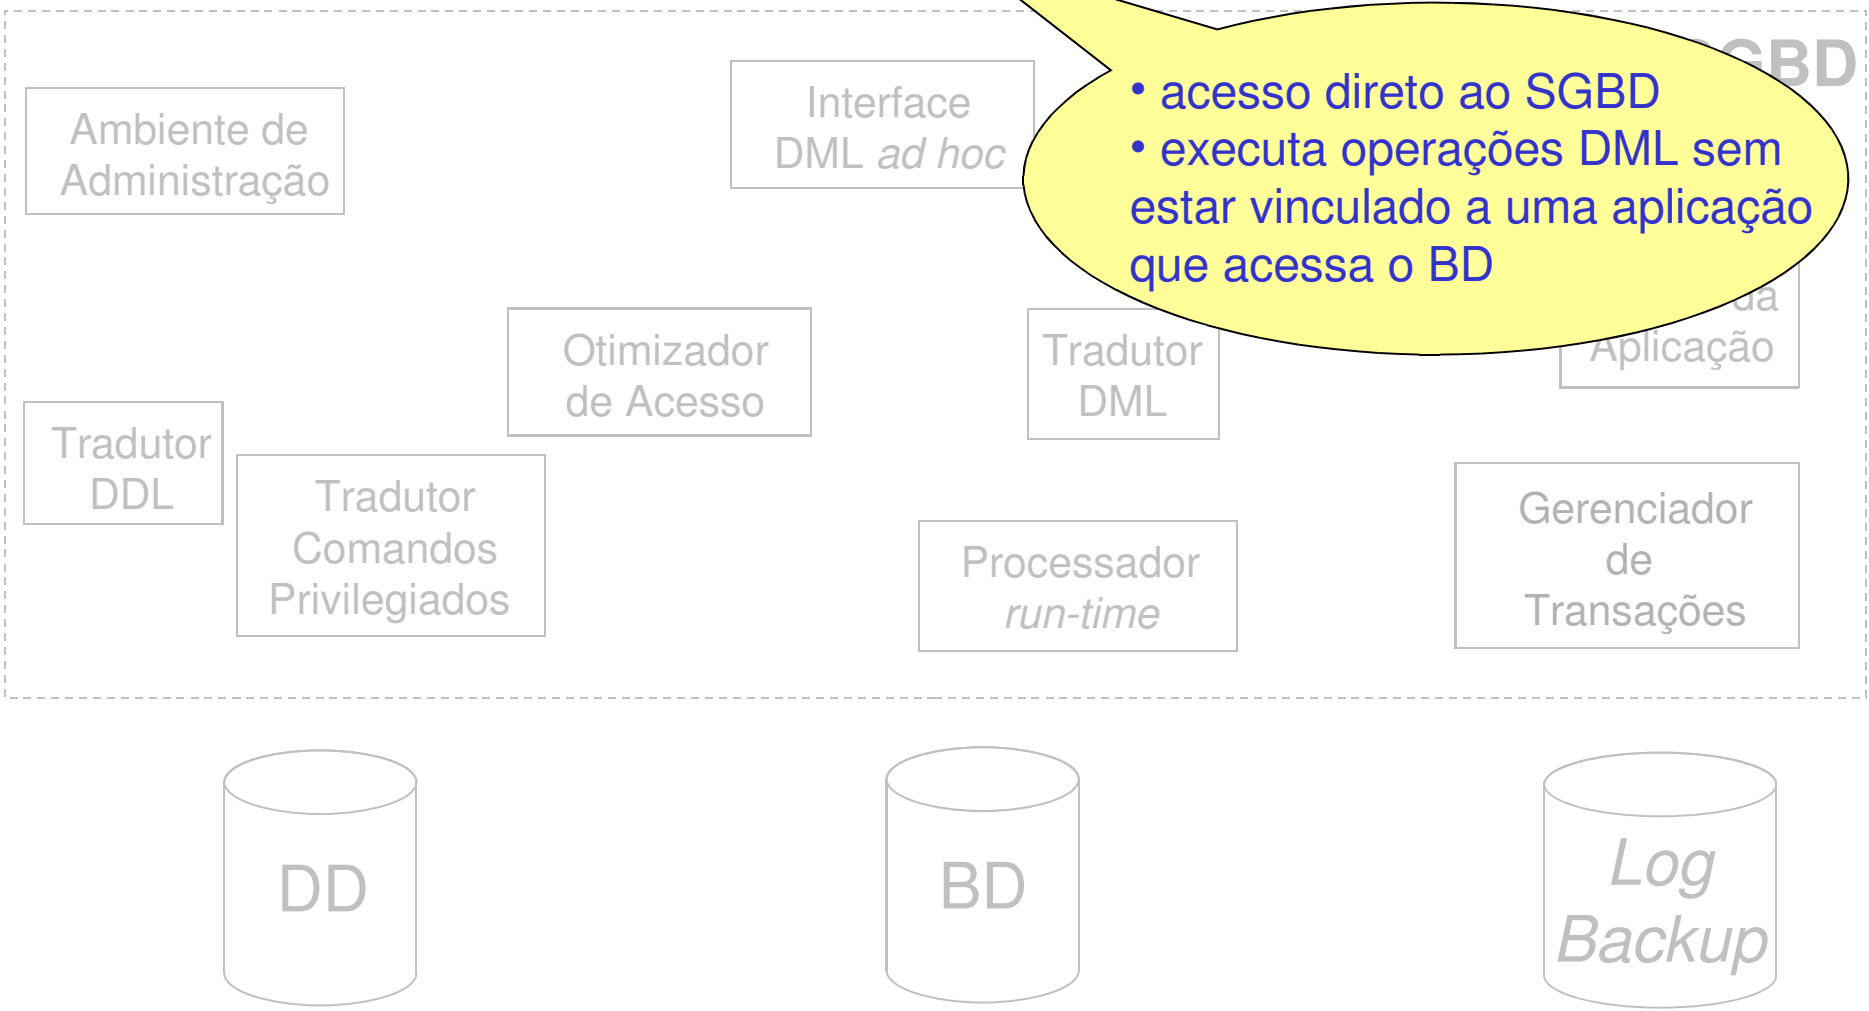 SGBD
• acesso direto ao SGBD
• executa operações DML sem
estar vinculado a uma aplicação
que acessa o BD
Ambiente de
Administração
Interface
DML ad hoc
Otimizador
de Acesso
Tradutor
DML
da
Aplicação
Tradutor
DDL
Tradutor
Comandos
Privilegiados
Processador
run-time
Gerenciador
de
Transações
DD
BD
Log
Backup